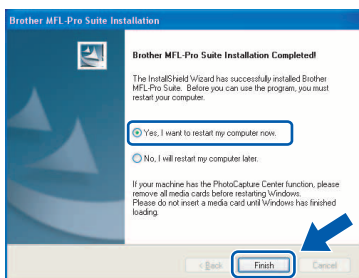 Brother MFL-Pro Suite Installation
Brother MFL-Pro Suite Installation Completed!
The InstallShield Wizard has successfully installed Brother
MFL-Pro Suite. Before you can use the program, you must
restart your computer.
Yes, I want to restart my computer now.
No, I will restart my computer later.
If your machine has the PhotoCapture Center function, please
remove all media cards before restarting Windows.
Please do not insert a media card until Windows has finished
loading.
< Back
Finish
Cancel